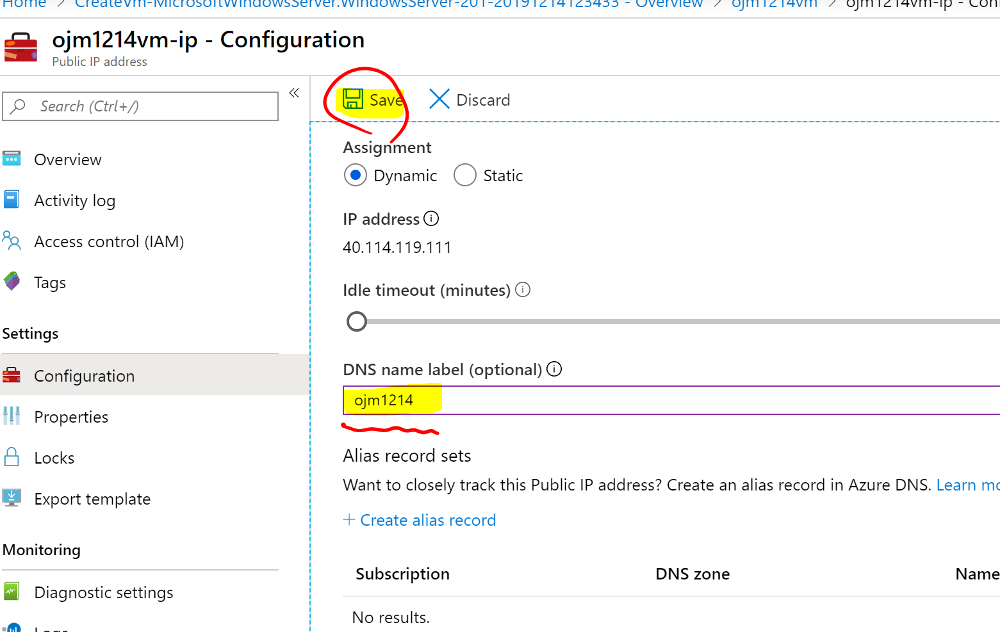 Home > CreateVm-MicrosoftWindowsServer.WindowsServer-201-20191214123433 - Overview > ojm1214vm > ojm1214vm-ip - Con
ojm1214vm-ip - Configuration
Public IP address
Search (Ctrl+/)
«
Overview
Activity log
Access control (IAM)
Tags
Settings
Configuration
Properties
Locks
Export template
Monitoring
Diagnostic settings
Logs
Save
Discard
Assignment
Dynamic
Static
IP address
40.114.119.111
Idle timeout (minutes)
DNS name label (optional)
ojm1214
Alias record sets
Want to closely track this Public IP address? Create an alias record in Azure DNS. Learn mo
+ Create alias record
Subscription DNS zone Name
No results.